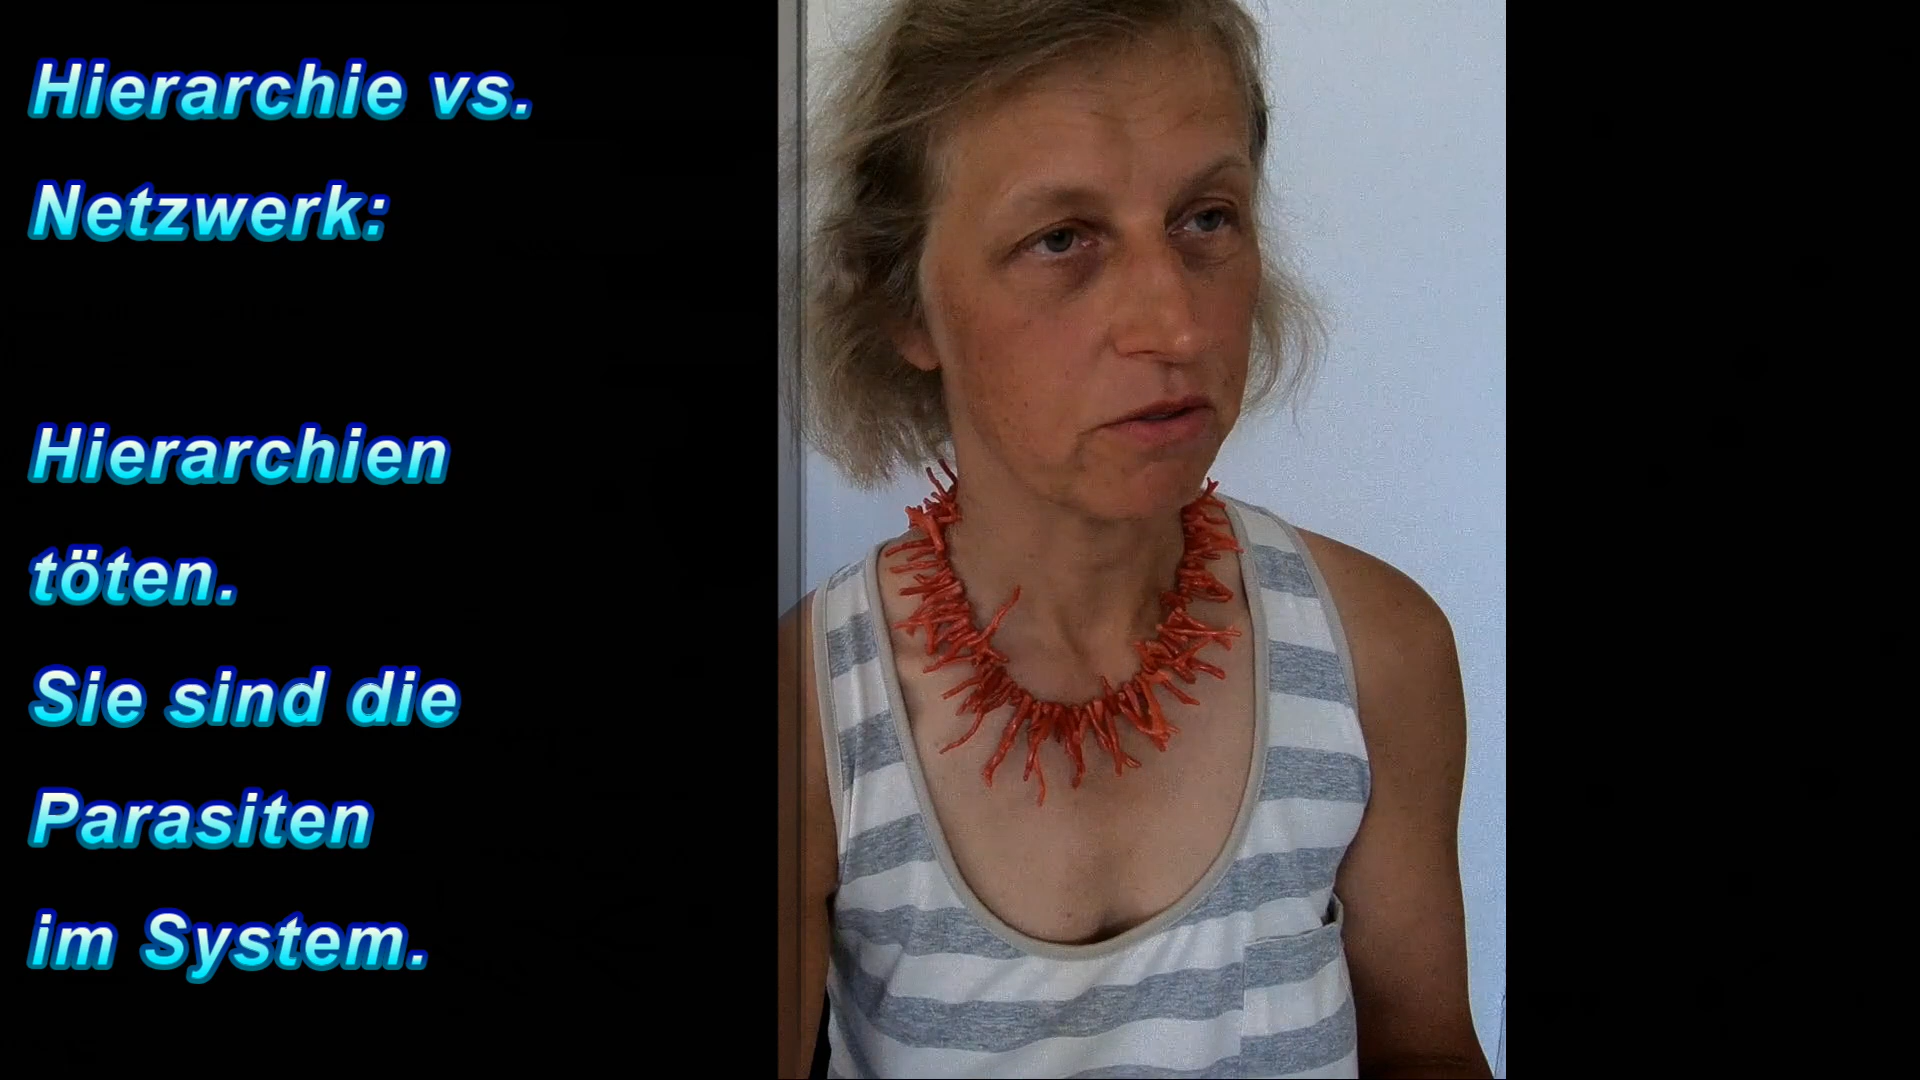 Hierarchie vs.
Netzwerk:
Hierarchien
töten.
Sie sind die
Parasiten
im System.